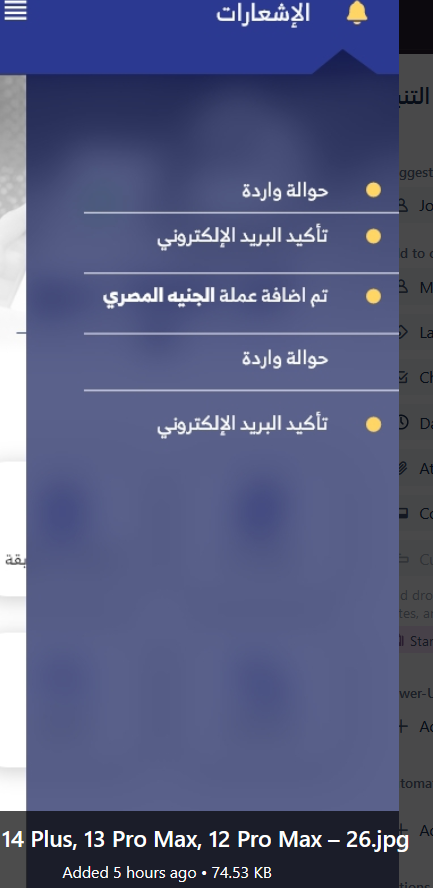 الإشعارات
حوالة واردة
تأكيد البريد الإلكتروني
تم اضافة عملة الجنيه المصري
حوالة واردة
تأكيد البريد الإلكتروني
14 Plus, 13 Pro Max, 12 Pro Max – 26.jpg
Added 5 hours ago • 74.53 KB